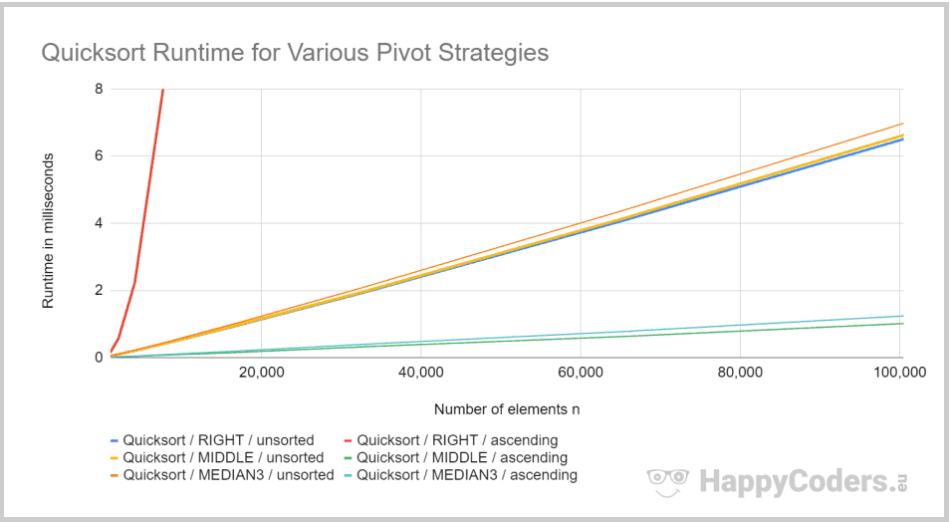 Quicksort Runtime for Various Pivot Strategies
8
6
4
2
0
Runtime in milliseconds
20,000 40,000 60,000 80,000 100,000
Number of elements n
Quicksort / RIGHT / unsorted Quicksort / RIGHT / ascending
Quicksort / MIDDLE / unsorted Quicksort / MIDDLE / ascending
Quicksort / MEDIAN3 / unsorted Quicksort / MEDIAN3 / ascending
HappyCoders.eu